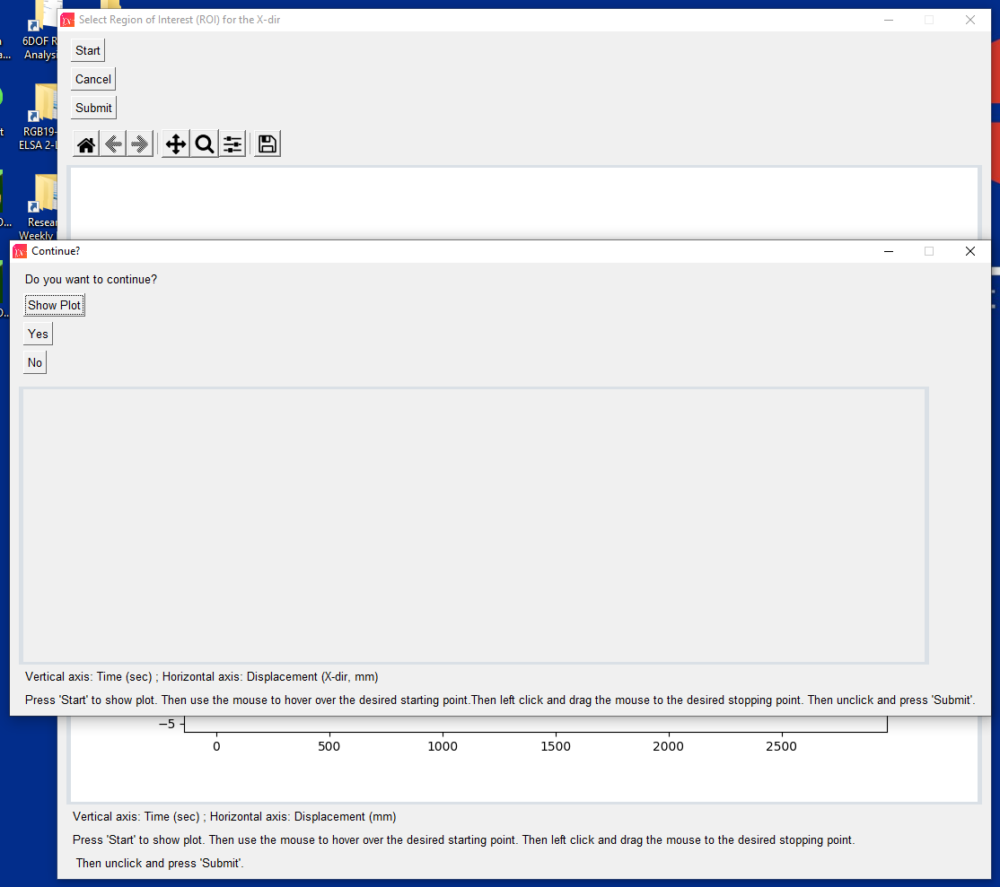 6DOF R
Analysi
a...
RGB19-
ELSA 2-L
t
Resear
Weekly
O...
O...
Select Region of Interest (ROI) for the X-dir
Start
Cancel
Submit
Continue?
Do you want to continue?
Show Plot
Yes
No
Vertical axis: Time (sec) ; Horizontal axis: Displacement (X-dir, mm)
Press 'Start' to show plot. Then use the mouse to hover over the desired starting point.Then left click and drag the mouse to the desired stopping point. Then unclick and press 'Submit'.
−5
0 500 1000 1500 2000 2500
Vertical axis: Time (sec) ; Horizontal axis: Displacement (mm)
Press 'Start' to show plot. Then use the mouse to hover over the desired starting point. Then left click and drag the mouse to the desired stopping point.
Then unclick and press 'Submit'.